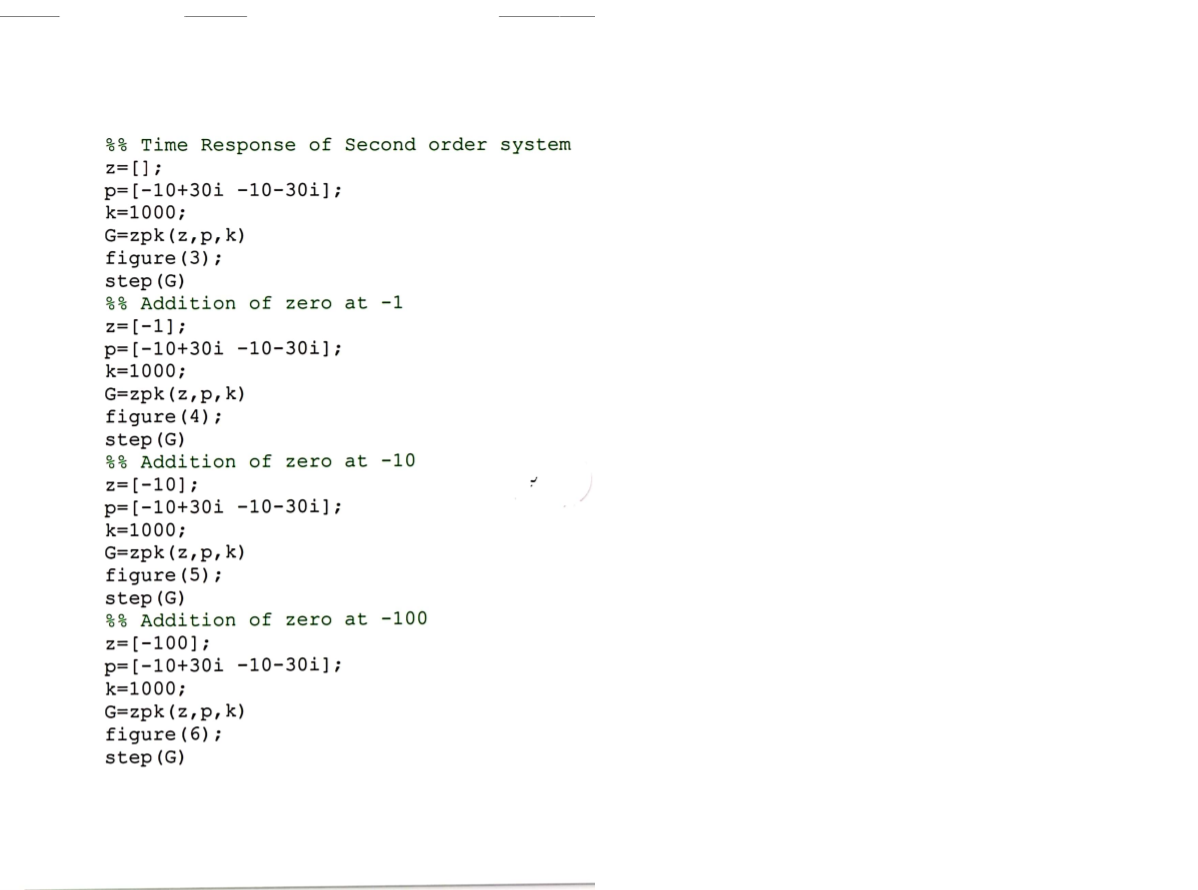 %% Time Response of Second order system
z=[];
p=[-10+30i -10-30i];
k=1000;
G=zpk(z,p,k)
figure(3);
step(G)
%% Addition of zero at -1
z=[-1];
p=[-10+30i -10-30i];
k=1000;
G=zpk(z,p,k)
figure(4);
step(G)
%% Addition of zero at -10
z=[-10];
p=[-10+30i -10-30i];
k=1000;
G=zpk(z,p,k)
figure(5);
step(G)
%% Addition of zero at -100
z=[-100];
p=[-10+30i -10-30i];
k=1000;
G=zpk(z,p,k)
figure(6);
step(G)